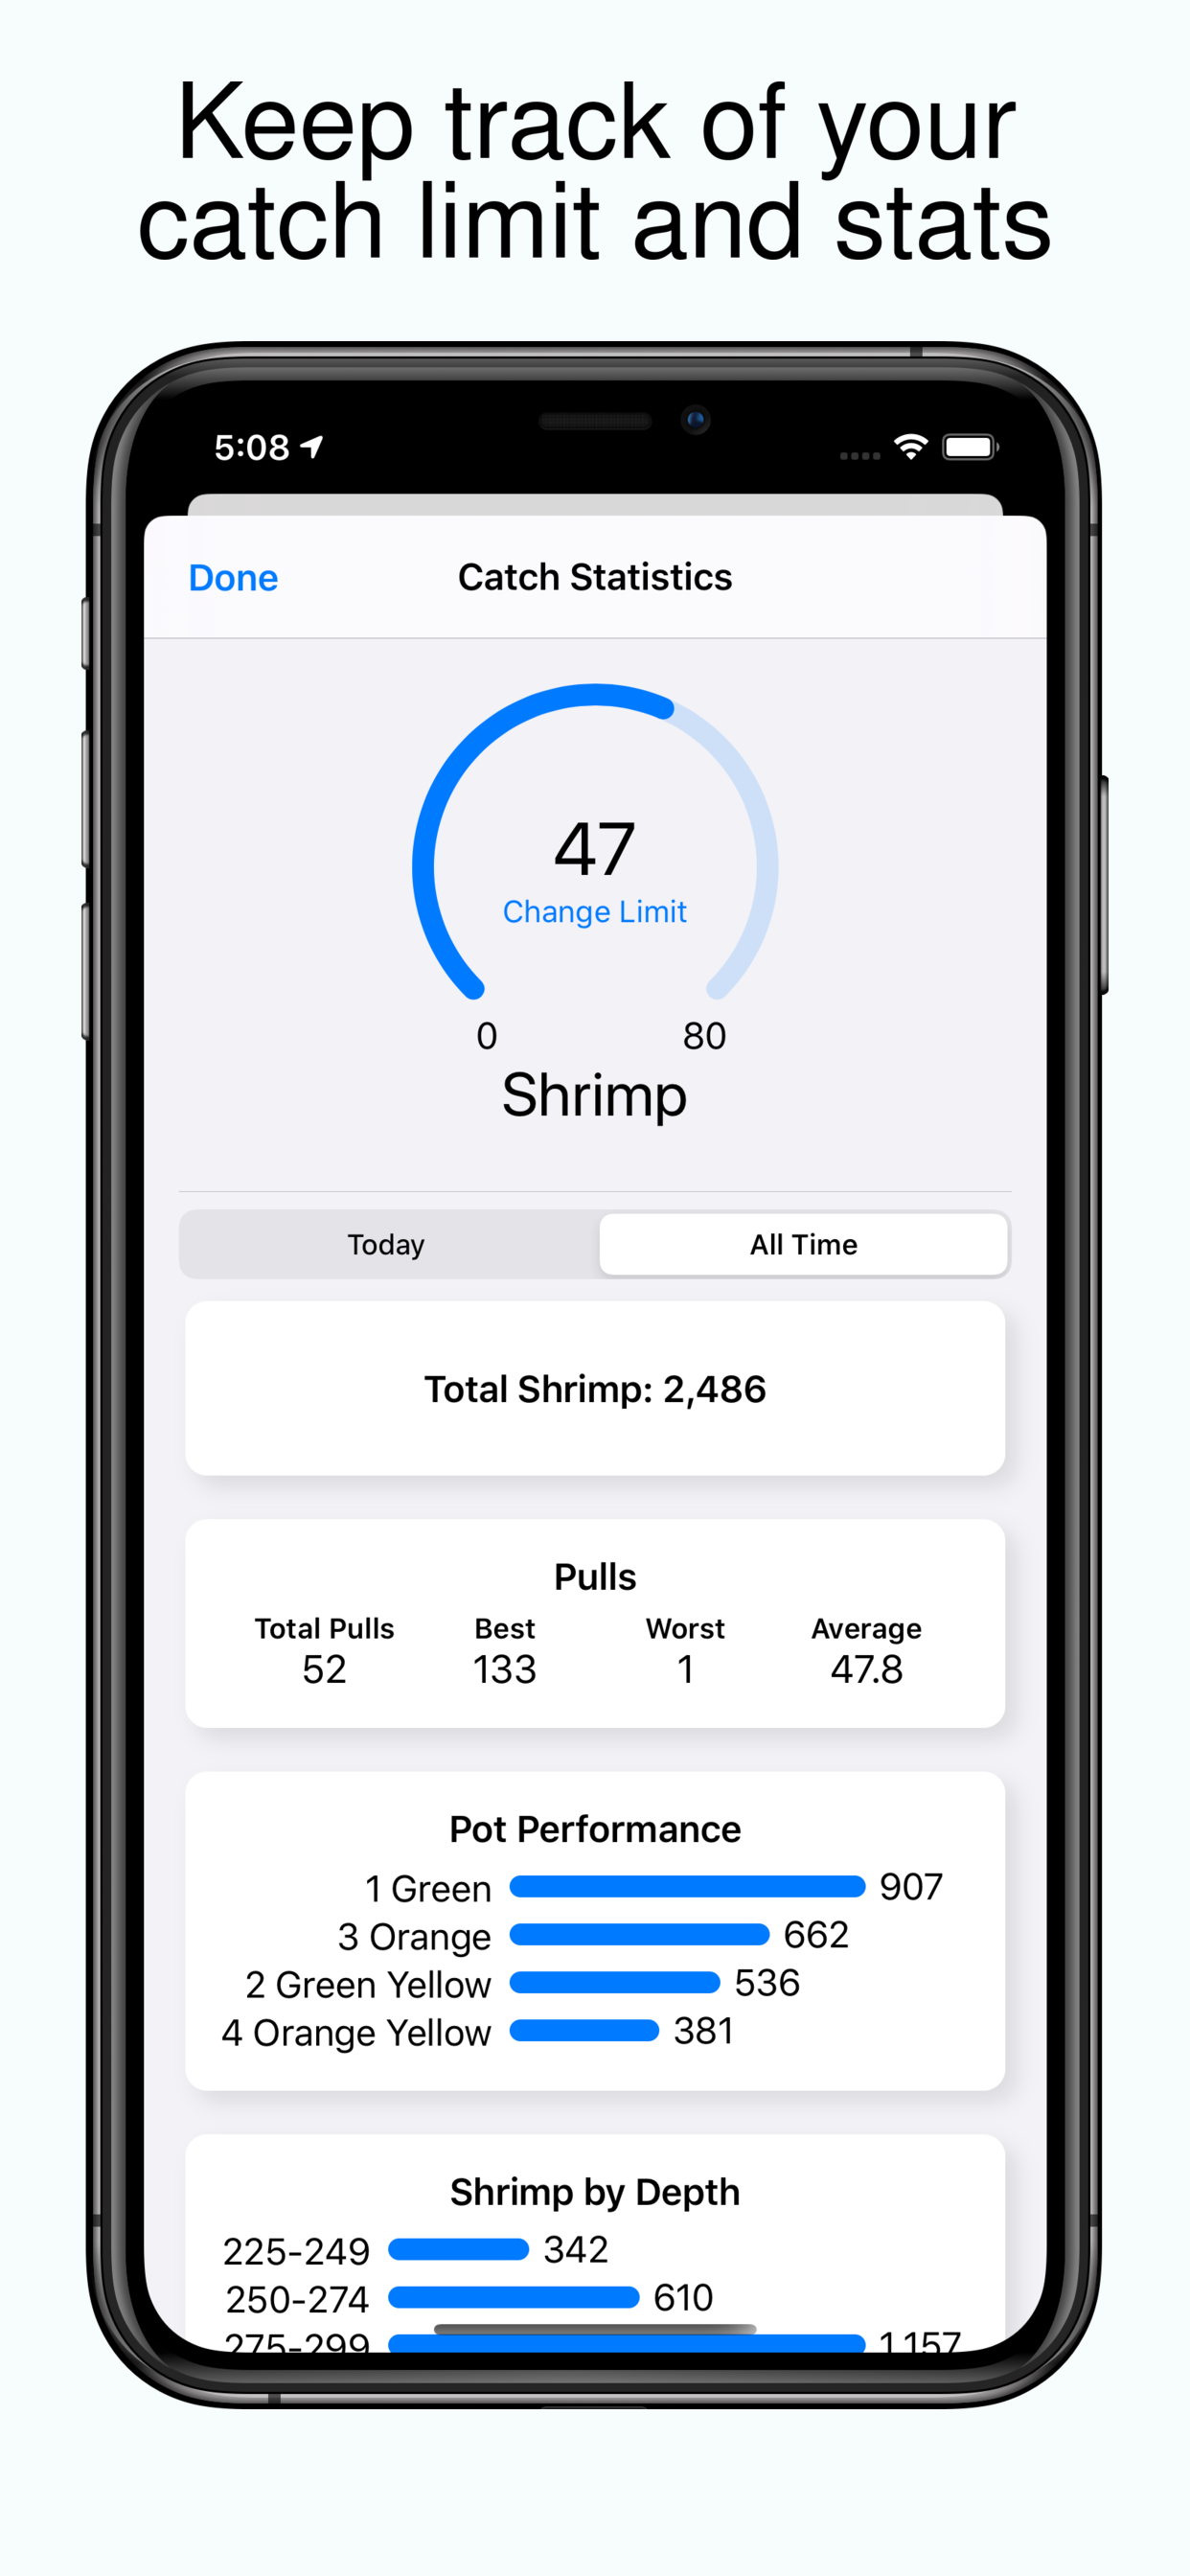 Keep track of your
catch limit and stats
5:08
Done
Catch Statistics
47
Change Limit
0
80
Shrimp
Today
All Time
Total Shrimp: 2,486
Pulls
Total Pulls
Best
Worst
Average
52
133
1
47.8
Pot Performance
1 Green 907
3 Orange 662
2 Green Yellow 536
4 Orange Yellow 381
Shrimp by Depth
225-249 342
250-274 610
275-299 1,157